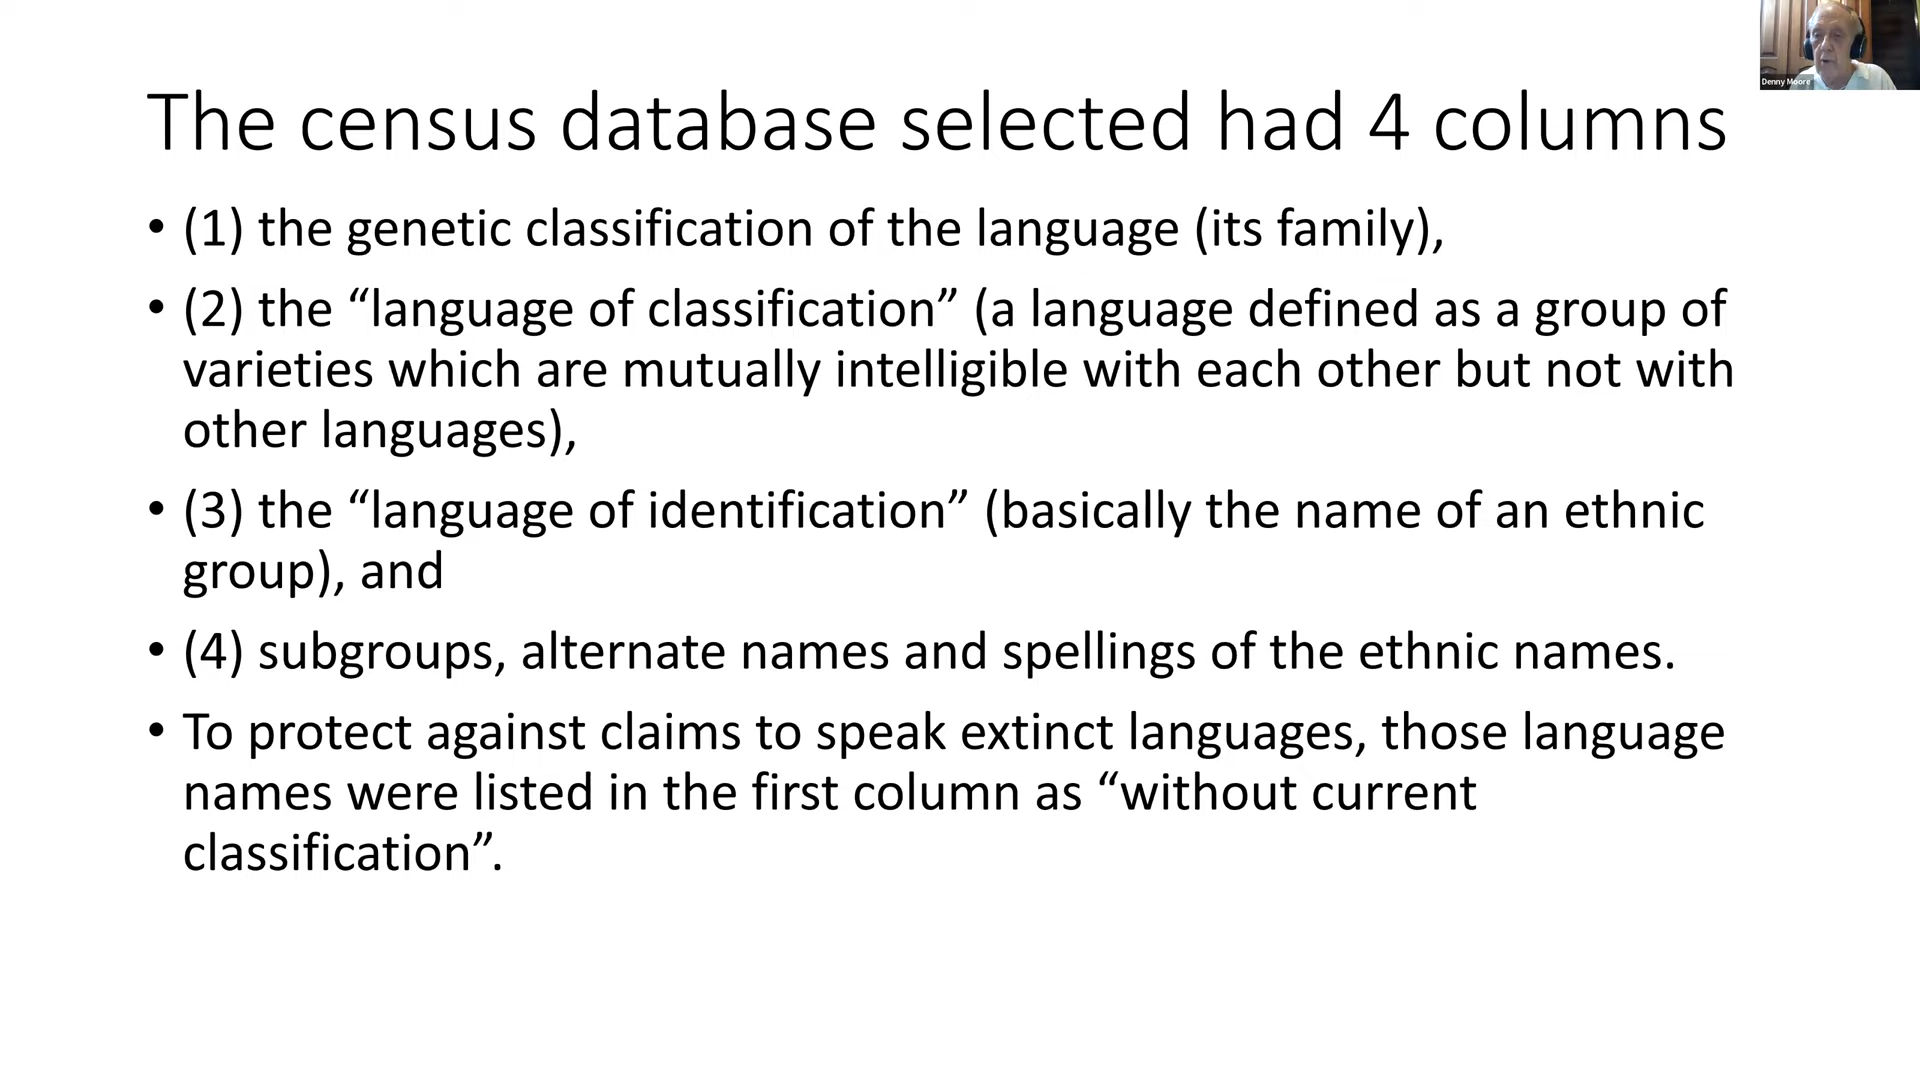 The census database selected had 4 columns
• (1) the genetic classification of the language (its family),
• (2) the “language of classification” (a language defined as a group of
varieties which are mutually intelligible with each other but not with
other languages),
• (3) the “language of identification” (basically the name of an ethnic
group), and
• (4) subgroups, alternate names and spellings of the ethnic names.
• To protect against claims to speak extinct languages, those language
names were listed in the first column as “without current
classification”.
Denny Moore